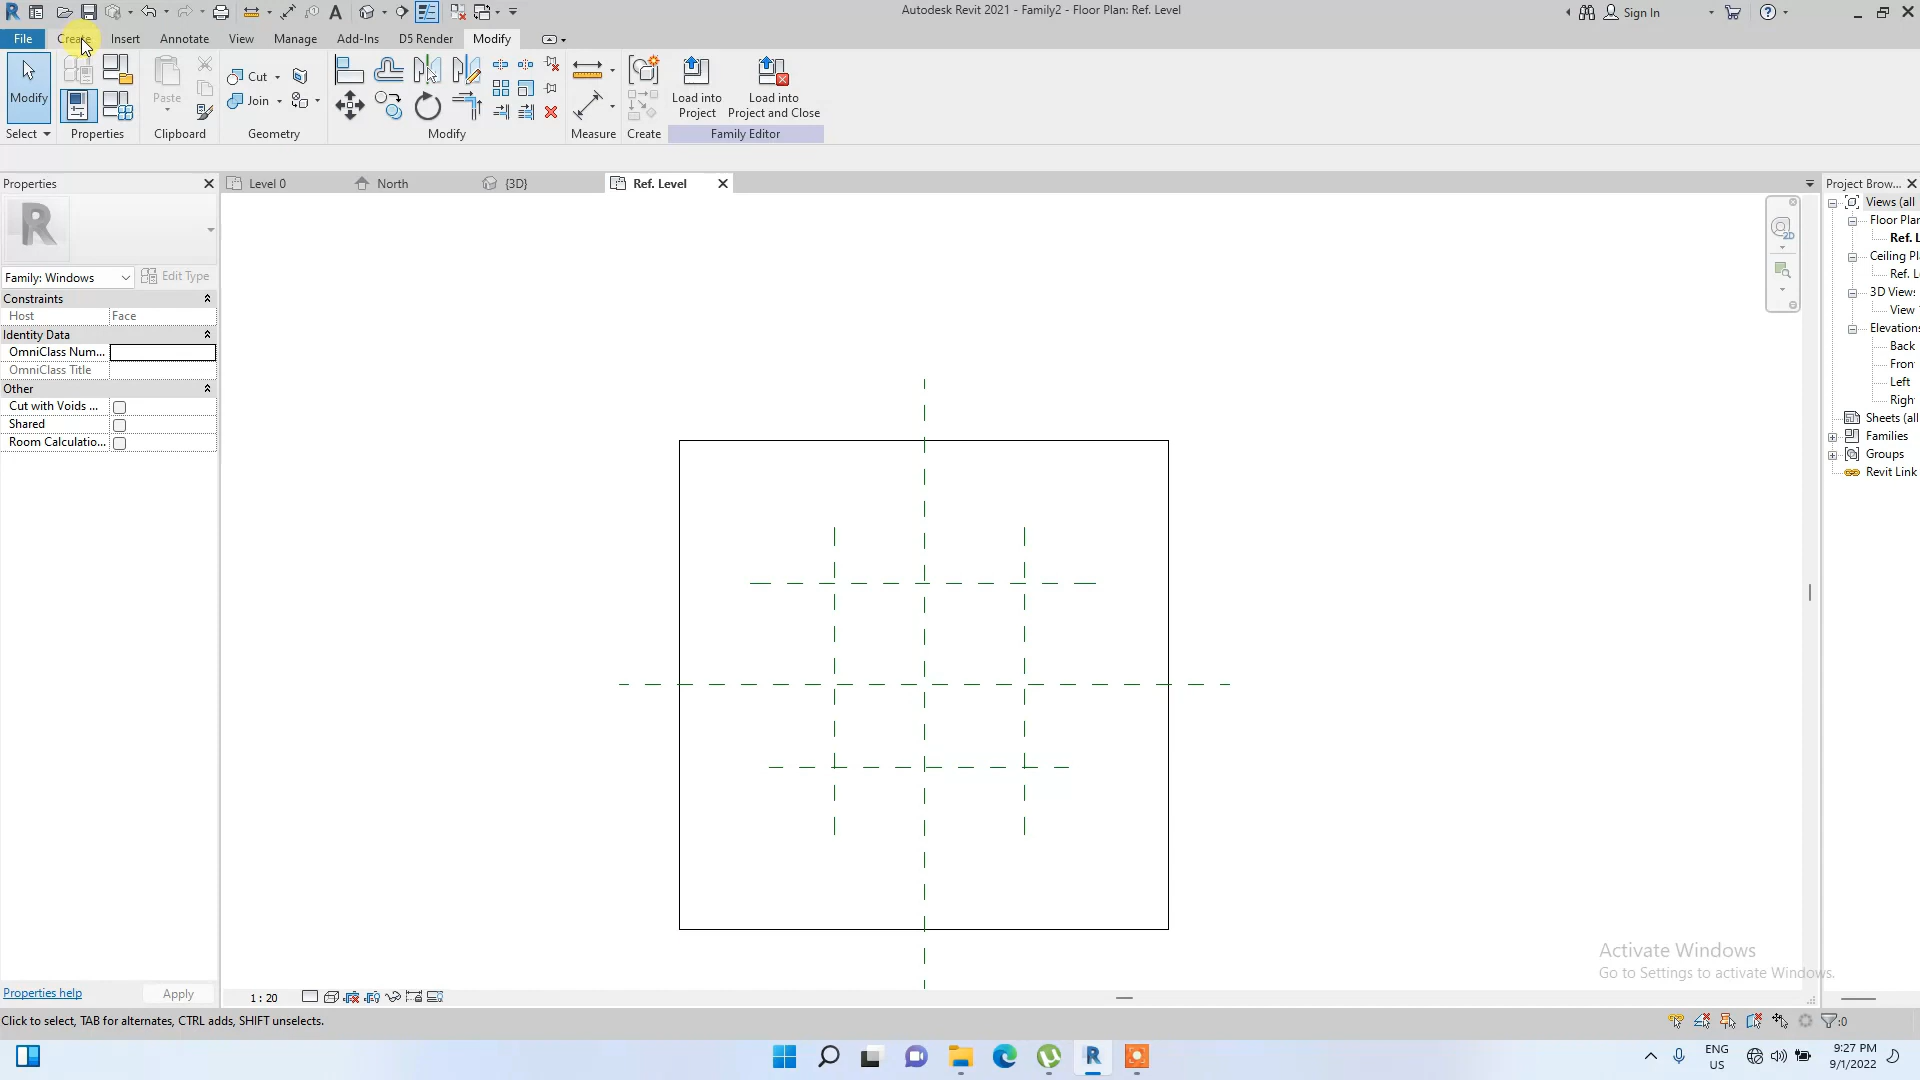 Autodesk Revit 2021 - Family2 - Floor Plan: Ref. Level
Sign In
File
Create
Insert
Annotate
View
Manage
Add-Ins
D5 Render
Modify
Modify
Select
Properties
Paste
Clipboard
Cut
Join
Geometry
Modify
Measure
Create
Load into
Project
Load into
Project and Close
Family Editor
Properties
Level 0
North
{3D}
Ref. Level
Project Brow...
Family: Windows
Edit Type
Constraints
Host
Face
Identity Data
OmniClass Num...
OmniClass Title
Other
Cut with Voids ...
Shared
Room Calculatio...
2D
Views (all
Floor Plan
Ref. L
Ceiling Pl
Ref. L
3D Views
View
Elevations
Back
Fron
Left
Righ
Sheets (all
Families
Groups
Revit Link
Activate Windows
Go to Settings to activate Windows.
Properties help
Apply
1 : 20
Click to select, TAB for alternates, CTRL adds, SHIFT unselects.
:0
ENG
US
9:27 PM
9/1/2022